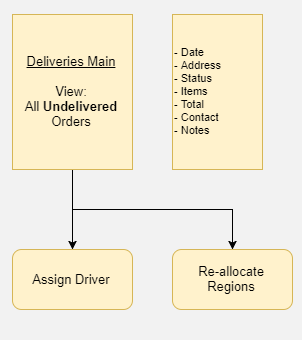 Deliveries Main
View:
All Undelivered
Orders
- Date
- Address
- Status
- Items
- Total
- Contact
- Notes
Assign Driver
Re-allocate
Regions